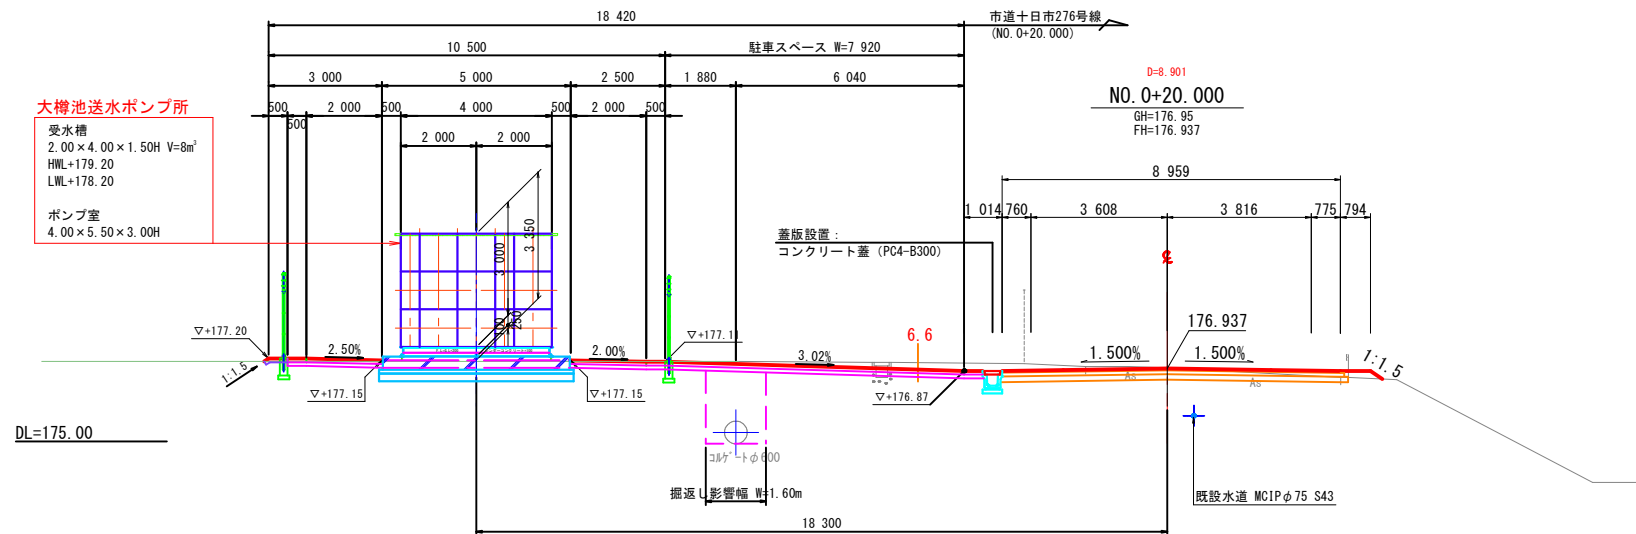 18 420
市道十日市276号線
(NO.0+20.000)
10 500
駐車スペース W=7 920
3 000
5 000
2 500
1 880
6 040
D=8.901
NO.0+20.000
GH=176.95
FH=176.937
大樽池送水ポンプ所
500
500
2 000
500
4 000
500
2 000
500
受水槽
2.00×4.00×1.50H V=8m³
HWL+179.20
LWL+178.20
ポンプ室
4.00×5.50×3.00H
2 000
2 000
8 959
1 014
760
3 608
3 816
775
794
蓋版設置：
コンクリート蓋（PC4-B300）
3 350
3 000
100
250
▽+177.20
2.50%
2.00%
▽+177.11
3.02%
6.6
176.937
1.500%
1.500%
1:1.5
1:1.5
As
As
▽+177.15
▽+177.15
▽+176.87
DL=175.00
ｺﾙｹﾞｰﾄφ600
掘返し影響幅 W=1.60m
既設水道 MCIPφ75 S43
18 300